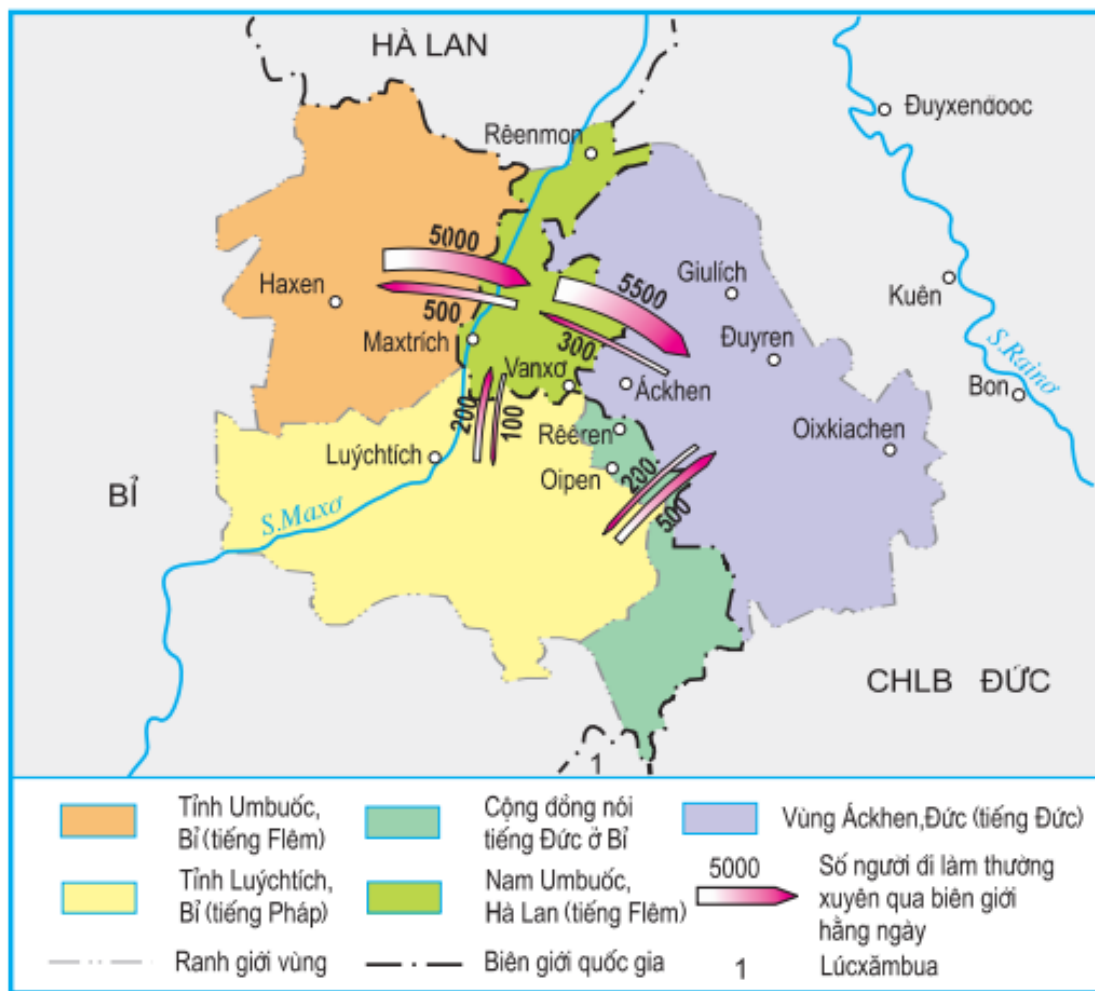 HÀ LAN
Đuyxenđooc
Rêenmon
5000
5500
Giulích
Haxen
Kuên
500
Maxtrích
300
Đuyren
S.Rainơ
Vanxơ
Áckhen
Bon
200
100
Rêêren
Oixkiachen
Luýchtích
Oipen
200
500
BỈ
S.Maxơ
CHLB ĐỨC
1
Tỉnh Umbuốc,
Bỉ (tiếng Flêm)
Cộng đồng nói
tiếng Đức ở Bỉ
Vùng Áckhen,Đức (tiếng Đức)
Tỉnh Luýchtích,
Bỉ (tiếng Pháp)
Nam Umbuốc,
Hà Lan (tiếng Flêm)
5000
Số người đi làm thường
xuyên qua biên giới
hằng ngày
Ranh giới vùng
Biên giới quốc gia
1
Lúcxămbua